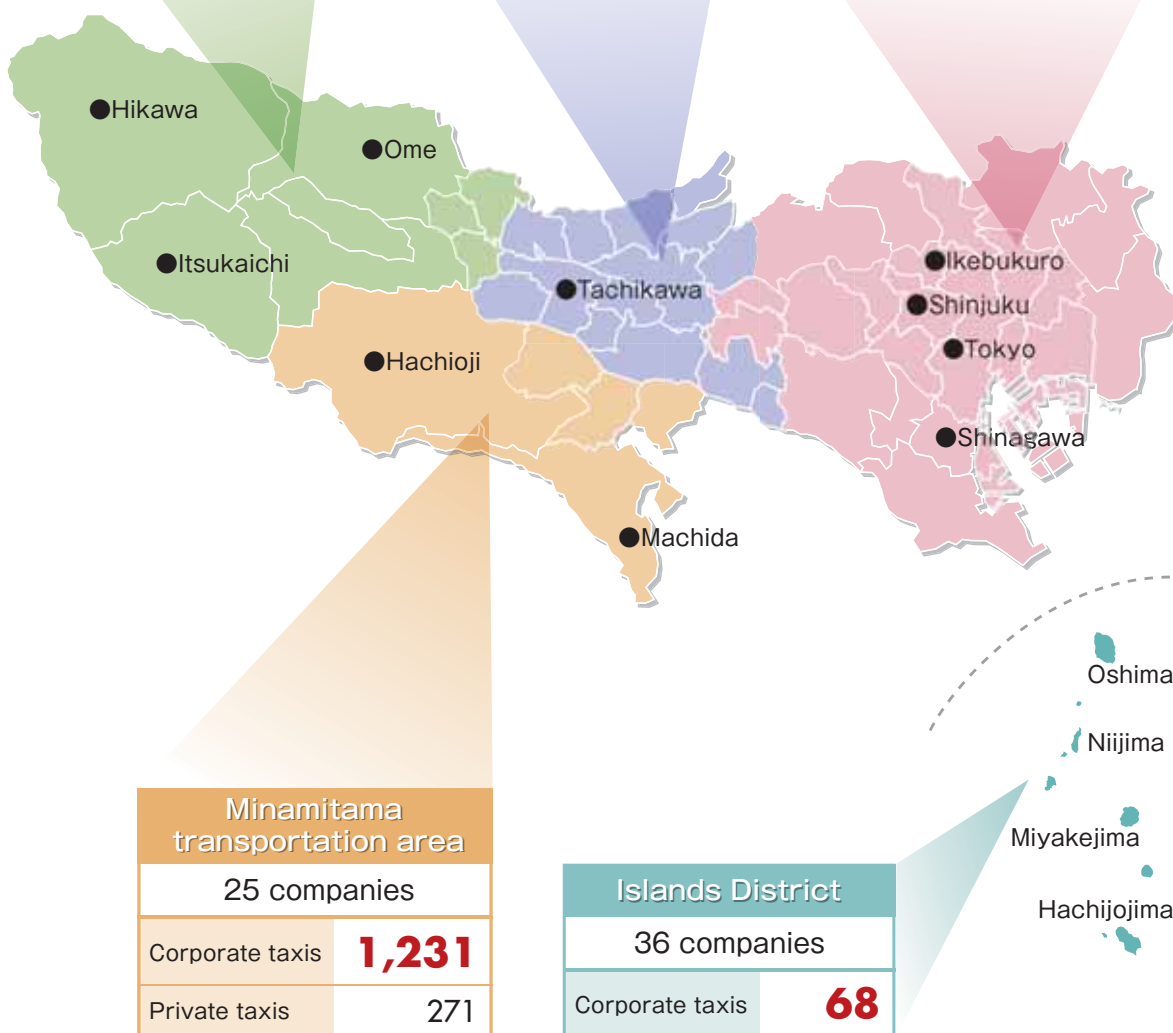 Hikawa
Ome
Itsukaichi
Ikebukuro
Tachikawa
Shinjuku
Tokyo
Hachioji
Shinagawa
Machida
Oshima
Niijima
Miyakejima
Hachijojima
Minamitama
transportation area
25 companies
Corporate taxis 1,231
Private taxis 271
Islands District
36 companies
Corporate taxis 68